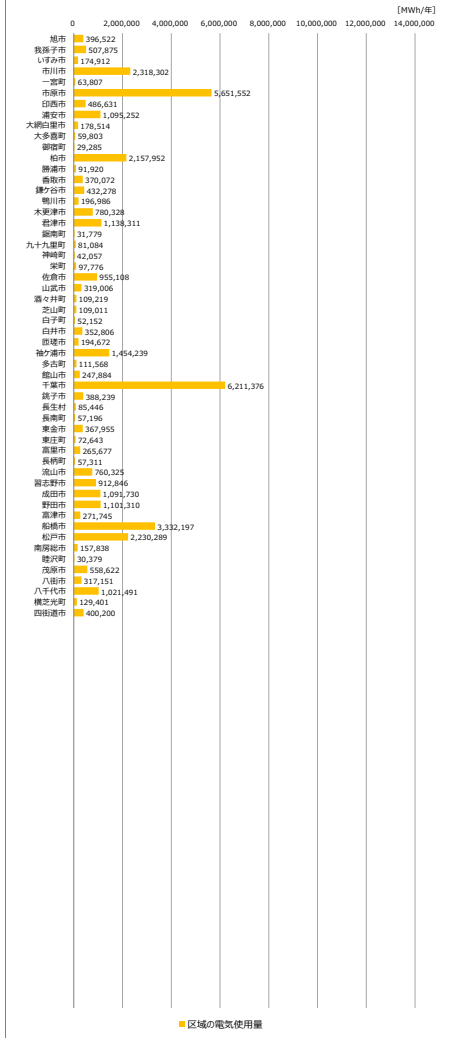 [MWh/年]
0 2,000,000 4,000,000 6,000,000 8,000,000 10,000,000 12,000,000 14,000,000
旭市 396,522
我孫子市 507,875
いすみ市 174,912
市川市 2,318,302
一宮町 63,807
市原市 5,651,552
印西市 486,631
浦安市 1,095,252
大網白里市 178,514
大多喜町 59,803
御宿町 29,285
柏市 2,157,952
勝浦市 91,920
香取市 370,072
鎌ケ谷市 432,278
鴨川市 196,986
木更津市 780,328
君津市 1,138,311
鋸南町 31,779
九十九里町 81,084
神崎町 42,057
栄町 97,776
佐倉市 955,108
山武市 319,006
酒々井町 109,219
芝山町 109,011
白子町 52,152
白井市 352,806
匝瑳市 194,672
袖ケ浦市 1,454,239
多古町 111,568
館山市 247,884
千葉市 6,211,376
銚子市 388,239
長生村 85,446
長南町 57,196
東金市 367,955
東庄町 72,643
富里市 265,677
長柄町 57,311
流山市 760,325
習志野市 912,846
成田市 1,091,730
野田市 1,101,310
富津市 271,745
船橋市 3,332,197
松戸市 2,230,289
南房総市 157,838
睦沢町 30,379
茂原市 558,622
八街市 317,151
八千代市 1,021,491
横芝光町 129,401
四街道市 400,200
区域の電気使用量